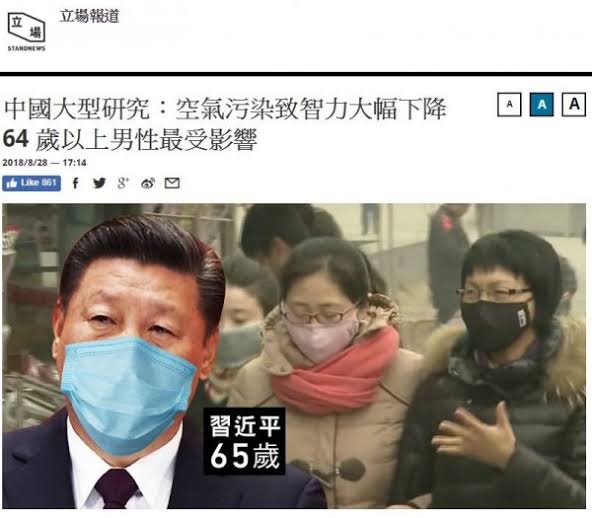 立場
STANDNEWS
立場報道
中國大型研究：空氣污染致智力大幅下降
64 歲以上男性最受影響
2018/8/28 — 17:14
Like 861
A A A
習近平
65歲